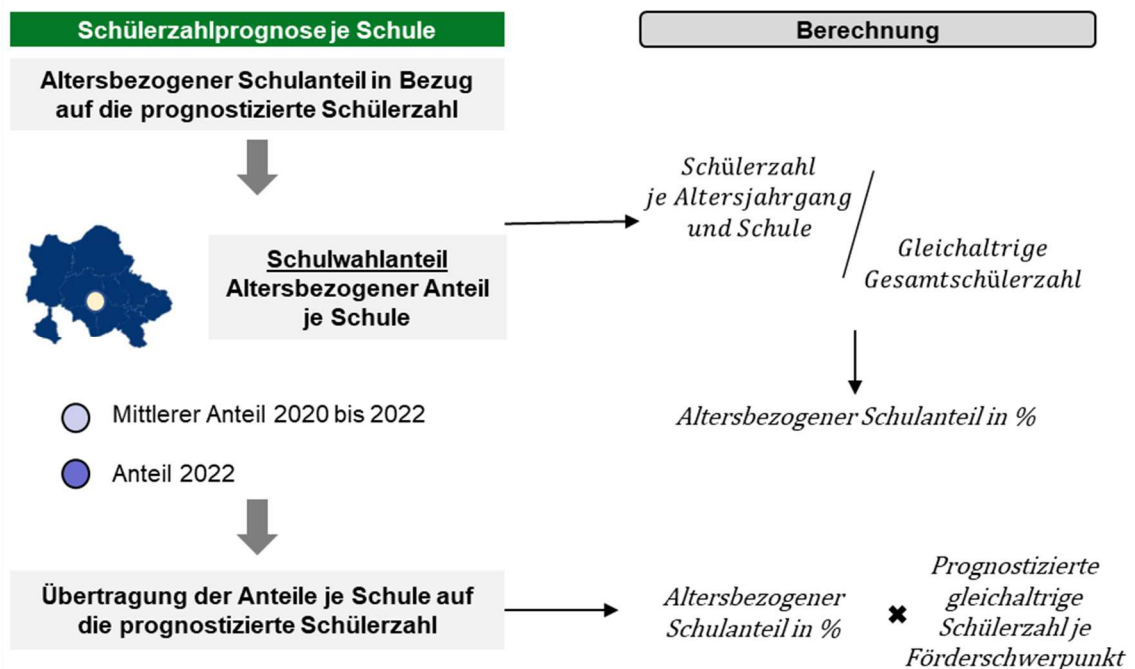 Schülerzahlprognose je Schule
Altersbezogener Schulanteil in Bezug
auf die prognostizierte Schülerzahl
Schulwahlanteil
Altersbezogener Anteil
je Schule
Mittlerer Anteil 2020 bis 2022
Anteil 2022
Übertragung der Anteile je Schule auf
die prognostizierte Schülerzahl
Berechnung
Schülerzahl
je Altersjahrgang
und Schule
Gleichaltrige
Gesamtschülerzahl
Altersbezogener Schulanteil in %
Altersbezogener
Schulanteil in %
Prognostizierte
gleichaltrige
Schülerzahl je
Förderschwerpunkt